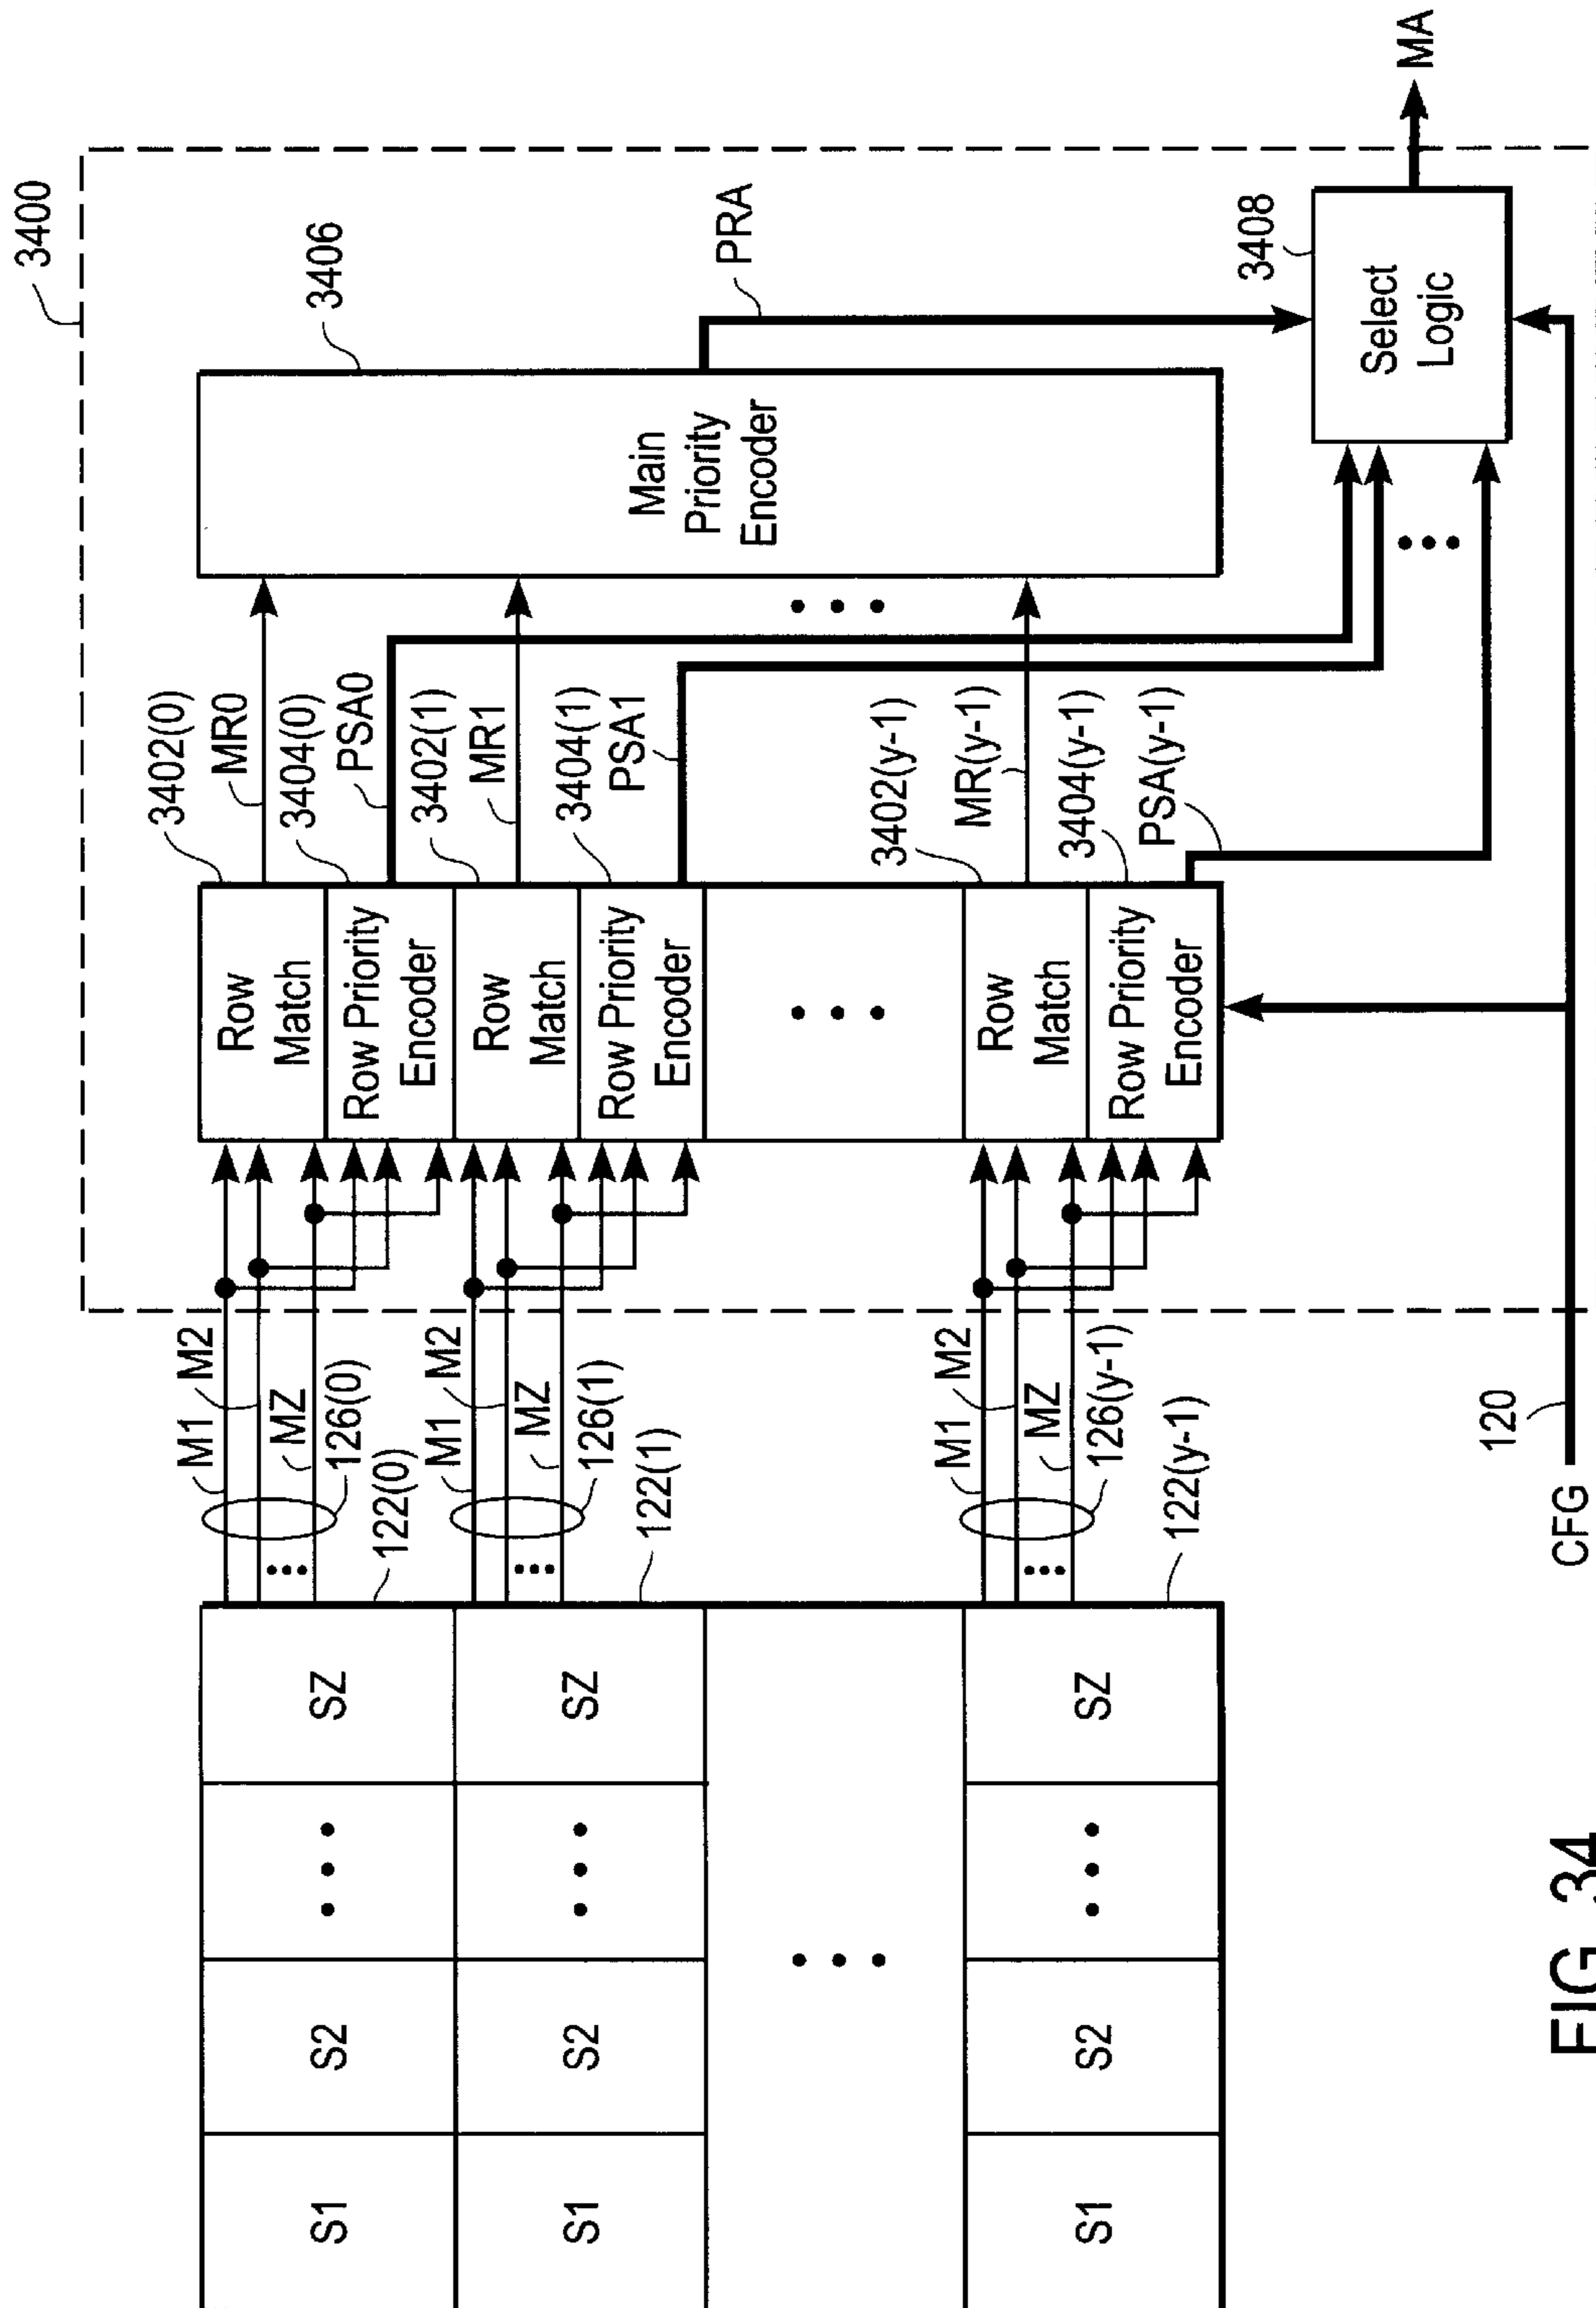 3400
3402(0)
MR0
3404(0)
PSA0
3402(1)
MR1
3404(1)
PSA1
3402(y-1)
MR(y-1)
3404(y-1)
PSA(y-1)
3406
PRA
3408
MA
Main
Priority
Encoder
Select
Logic
Row
Match
Row Priority
Encoder
Row
Match
Row Priority
Encoder
Row
Match
Row Priority
Encoder
M1
M2
MZ
126(0)
122(0)
M1
M2
MZ
126(1)
122(1)
M1
M2
MZ
126(y-1)
122(y-1)
S1
S2
SZ
S1
S2
SZ
S1
S2
SZ
120
CFG
FIG. 34